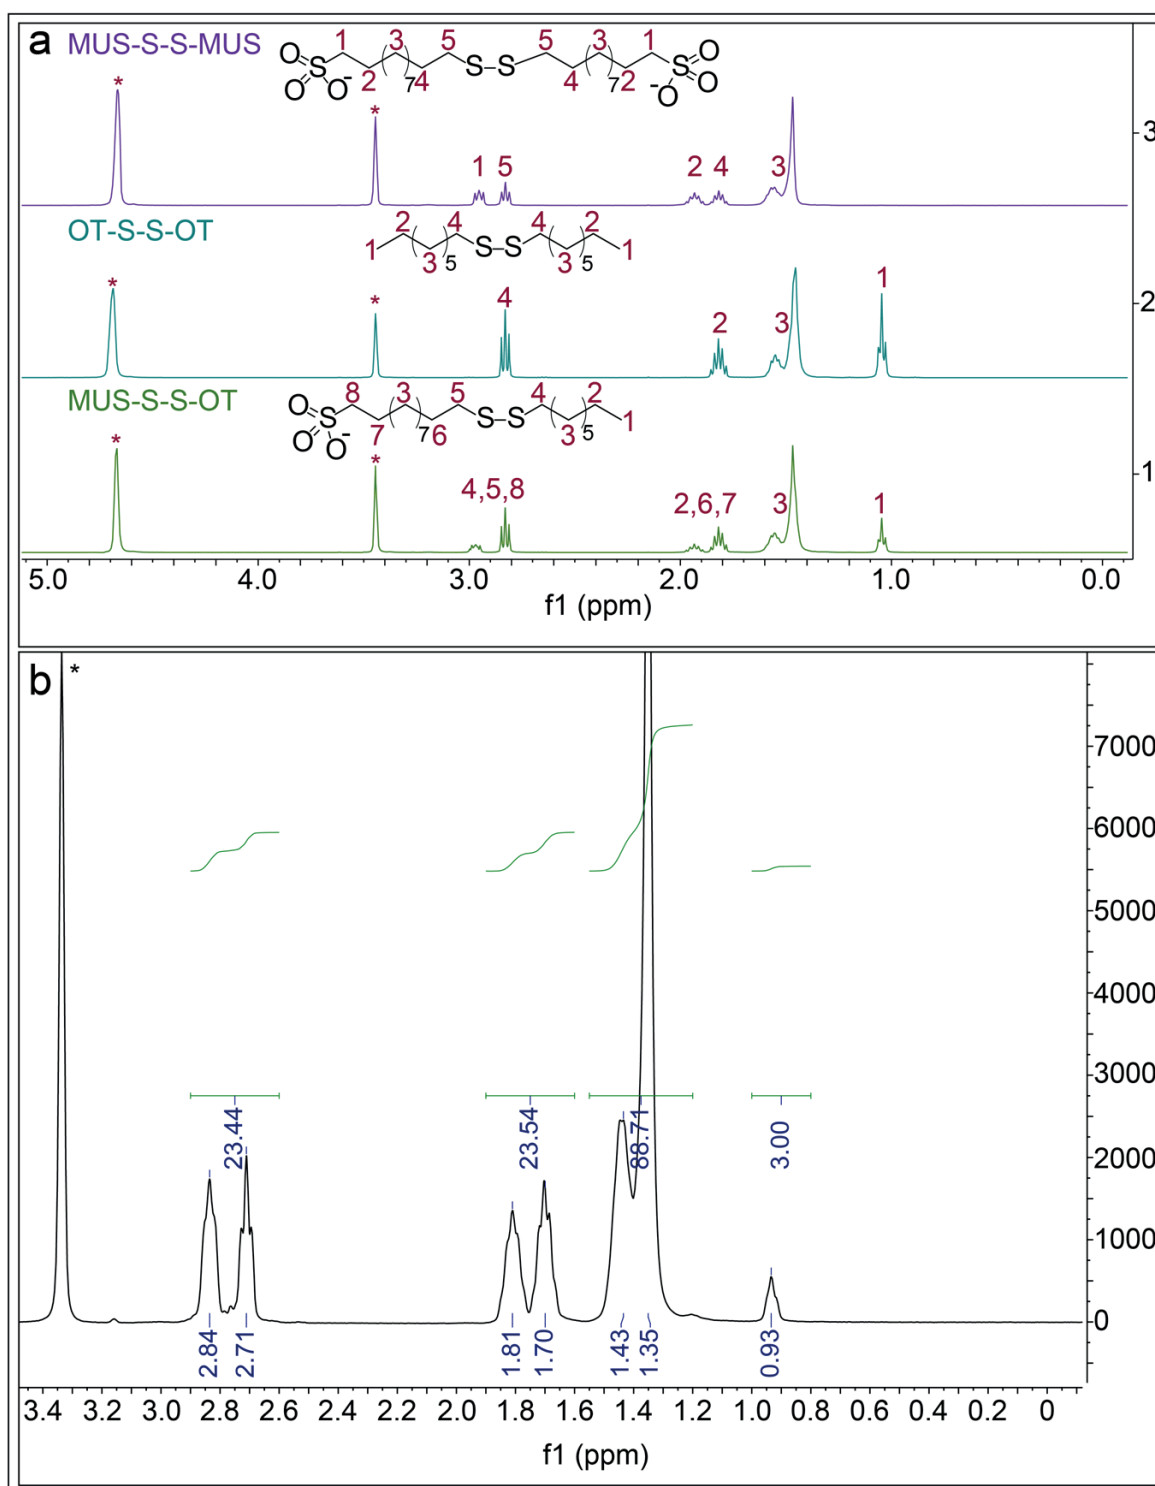 a
MUS-S-S-MUS
1 3 5 5 3 1
O S O O- S–S O S O -O
2 7 4 4 7 2
* * 1 5 2 4 3
3
OT-S-S-OT
2 4 4 2
1 S–S 1
3 5 3 5
* * 4 2 3 1
2
MUS-S-S-OT
8 3 5 4 2
O S O O- S–S 1
7 7 6 3 5
* * 4,5,8 2,6,7 3 1
1
5.0 4.0 3.0 2.0 1.0 0.0
f1 (ppm)
b
*
7000
6000
5000
4000
3000
2000
1000
0
23.44 23.54 88.71 3.00
2.84 2.71 1.81 1.70 1.43 1.35 0.93
3.4 3.2 3.0 2.8 2.6 2.4 2.2 2.0 1.8 1.6 1.4 1.2 1.0 0.8 0.6 0.4 0.2 0
f1 (ppm)